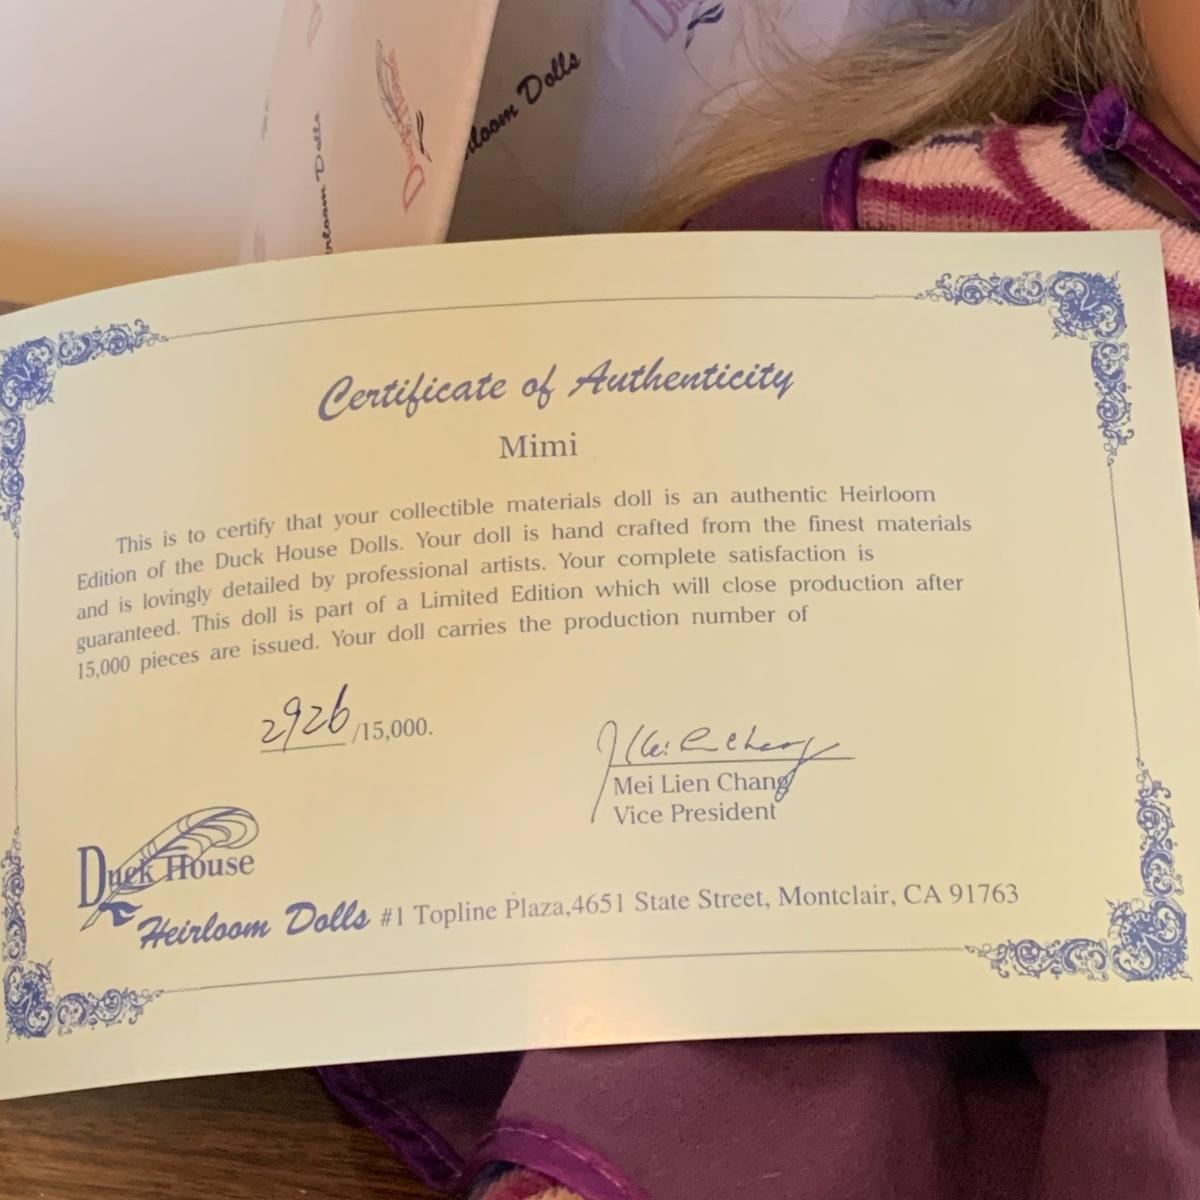 Duck House
Heirloom Dolls
Dolls
Certificate of Authenticity
Mimi
This is to certify that your collectible materials doll is an authentic Heirloom
Edition of the Duck House Dolls. Your doll is hand crafted from the finest materials
and is lovingly detailed by professional artists. Your complete satisfaction is
guaranteed. This doll is part of a Limited Edition which will close production after
15,000 pieces are issued. Your doll carries the production number of
2926 /15,000.
Mei Lien Chang
Vice President
Duck House
Heirloom Dolls #1 Topline Plaza,4651 State Street, Montclair, CA 91763